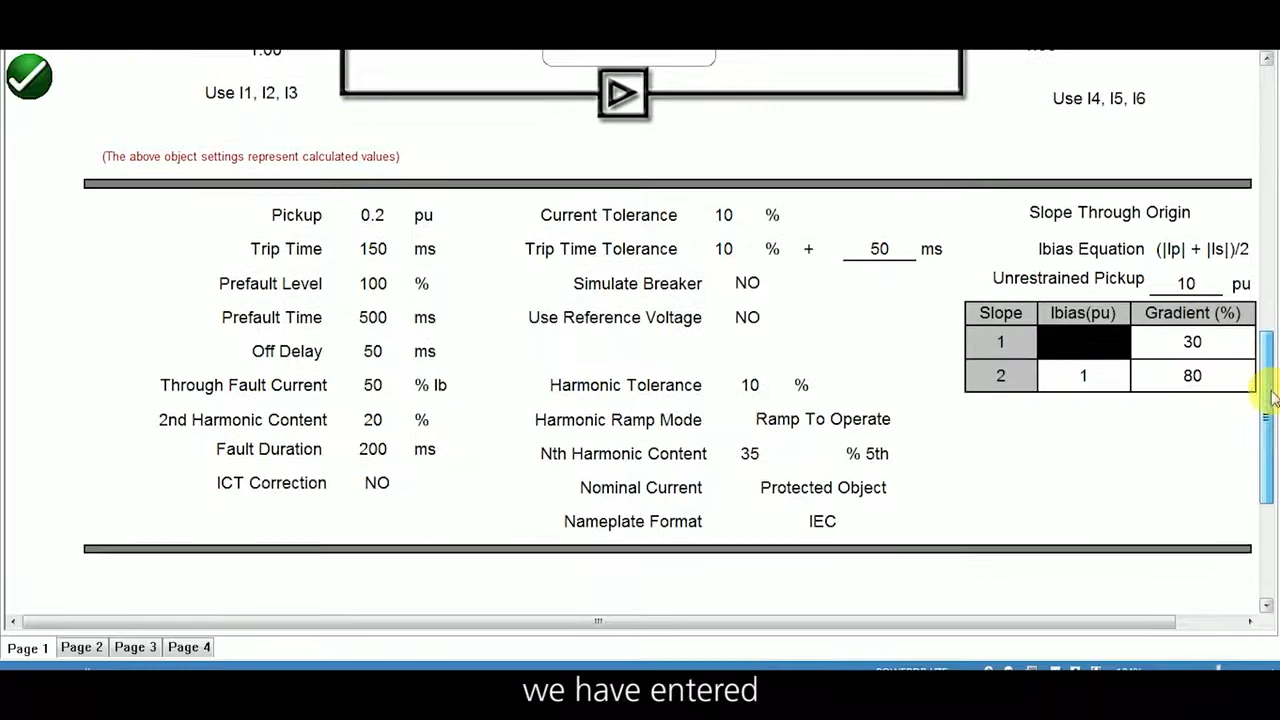 Use I1, I2, I3
Use I4, I5, I6
(The above object settings represent calculated values)
Pickup 0.2 pu
Trip Time 150 ms
Prefault Level 100 %
Prefault Time 500 ms
Off Delay 50 ms
Through Fault Current 50 % Ib
2nd Harmonic Content 20 %
Fault Duration 200 ms
ICT Correction NO
Current Tolerance 10 %
Trip Time Tolerance 10 % + 50 ms
Simulate Breaker NO
Use Reference Voltage NO
Harmonic Tolerance 10 %
Harmonic Ramp Mode Ramp To Operate
Nth Harmonic Content 35 % 5th
Nominal Current Protected Object
Nameplate Format IEC
Slope Through Origin
Ibias Equation (|Ip| + |Is|)/2
Unrestrained Pickup 10 pu
Slope Ibias(pu) Gradient (%)
1 30
2 1 80
Page 1 Page 2 Page 3 Page 4
we have entered